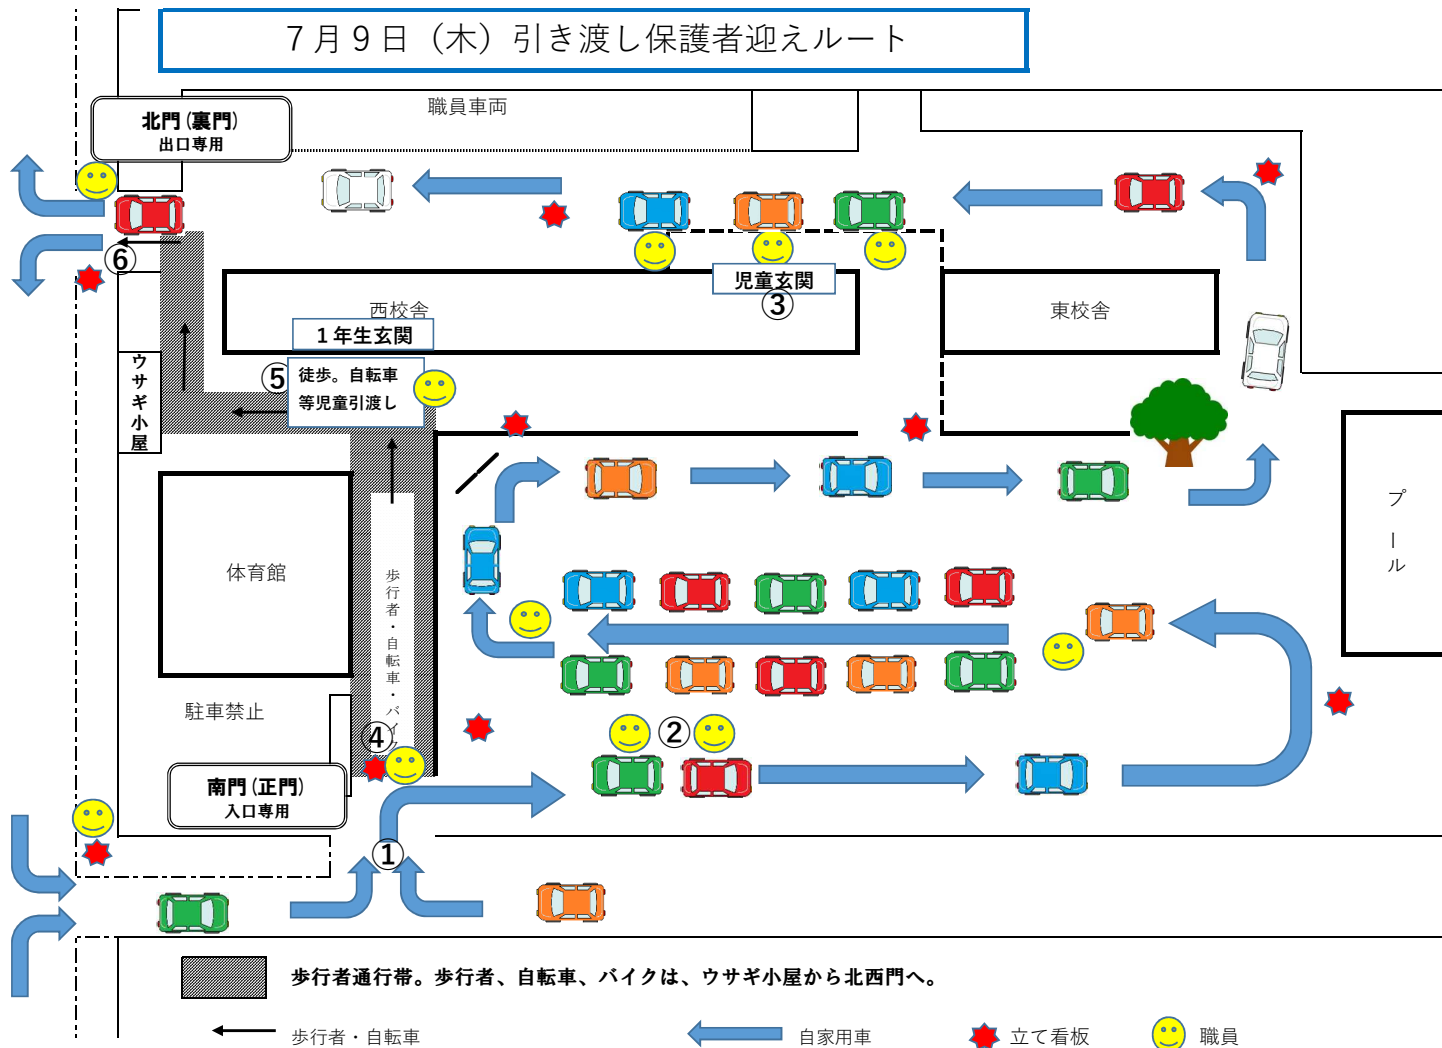 ７月９日（木）引き渡し保護者迎えルート
職員車両
北門(裏門)
出口専用
⑥
児童玄関
③
西校舎
東校舎
１年生玄関
⑤
徒歩。自転車
等児童引渡し
ウサギ小屋
体育館
歩行者・自転車・バイク
プール
駐車禁止
④
②
南門(正門)
入口専用
①
歩行者通行帯。歩行者、自転車、バイクは、ウサギ小屋から北西門へ。
歩行者・自転車
自家用車
立て看板
職員